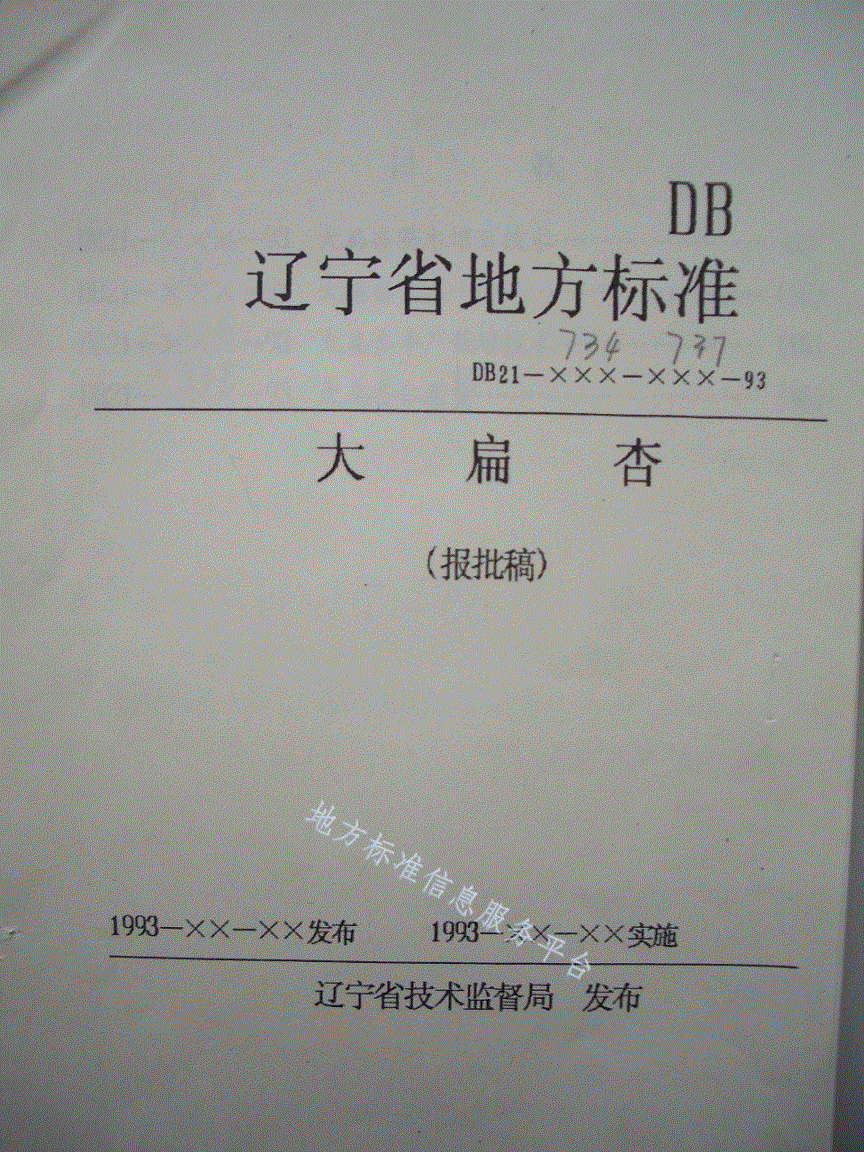 DB
辽宁省地方标准
734 737
DB21-×××-×××-93
大 扁 杏
(报批稿)
地方标准信息服务平台
1993-××-××发布 1993-××-××实施
辽宁省技术监督局 发布